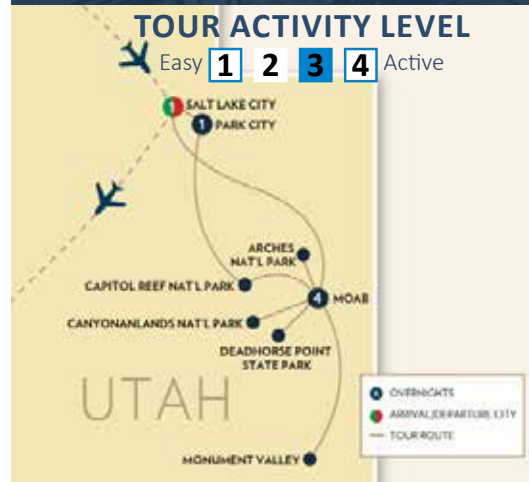 TOUR ACTIVITY LEVEL
Easy 1 2 3 4 Active
1 SALT LAKE CITY
1 PARK CITY
ARCHES
NAT'L PARK
CAPITOL REEF NAT'L PARK
4 MOAB
CANYONANLANDS NAT'L PARK
DEADHORSE POINT
STATE PARK
UTAH
OVERNIGHTS
ARRIVAL/DEPARTURE CITY
TOUR ROUTE
MONUMENT VALLEY